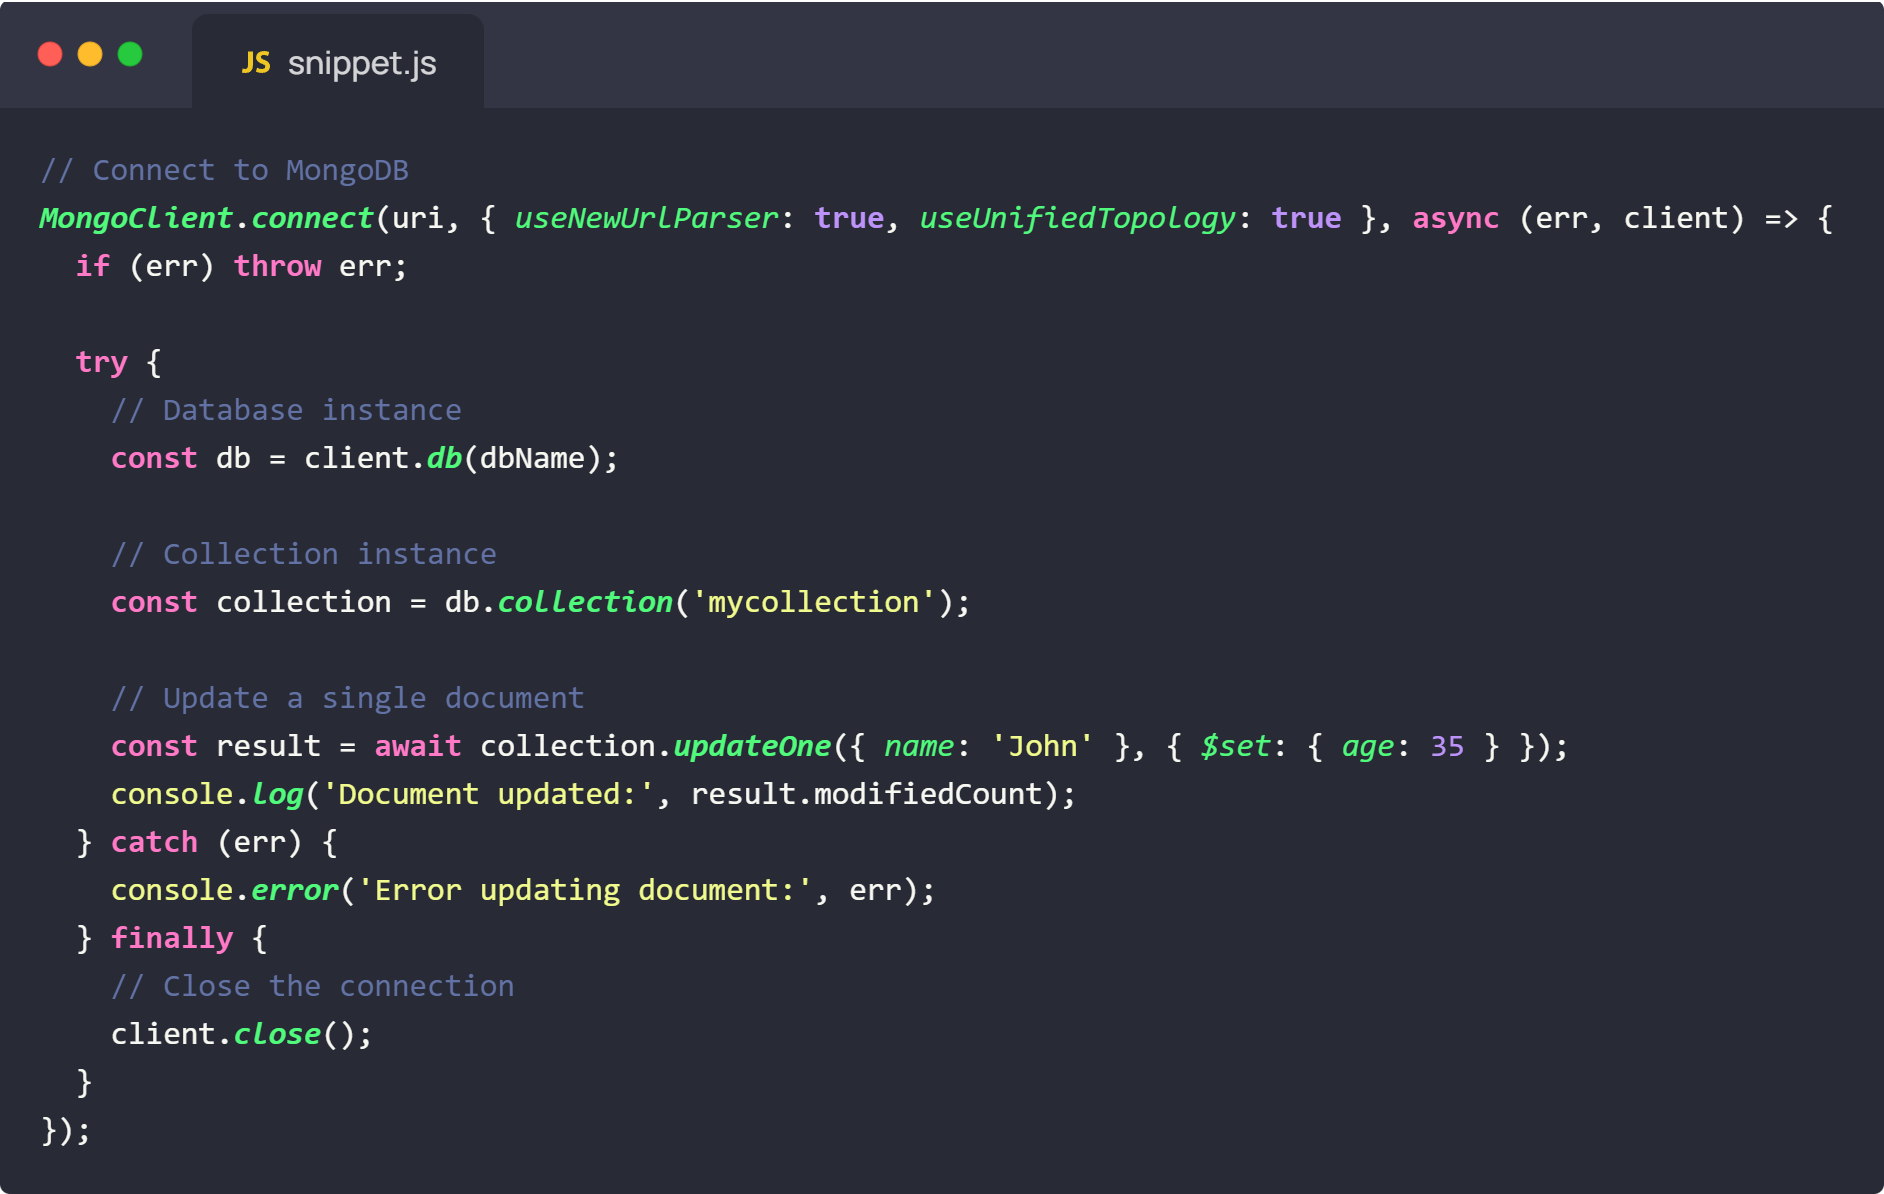 JS snippet.js
// Connect to MongoDB
MongoClient.connect(uri, { useNewUrlParser: true, useUnifiedTopology: true }, async (err, client) => {
  if (err) throw err;

  try {
    // Database instance
    const db = client.db(dbName);

    // Collection instance
    const collection = db.collection('mycollection');

    // Update a single document
    const result = await collection.updateOne({ name: 'John' }, { $set: { age: 35 } });
    console.log('Document updated:', result.modifiedCount);
  } catch (err) {
    console.error('Error updating document:', err);
  } finally {
    // Close the connection
    client.close();
  }
});